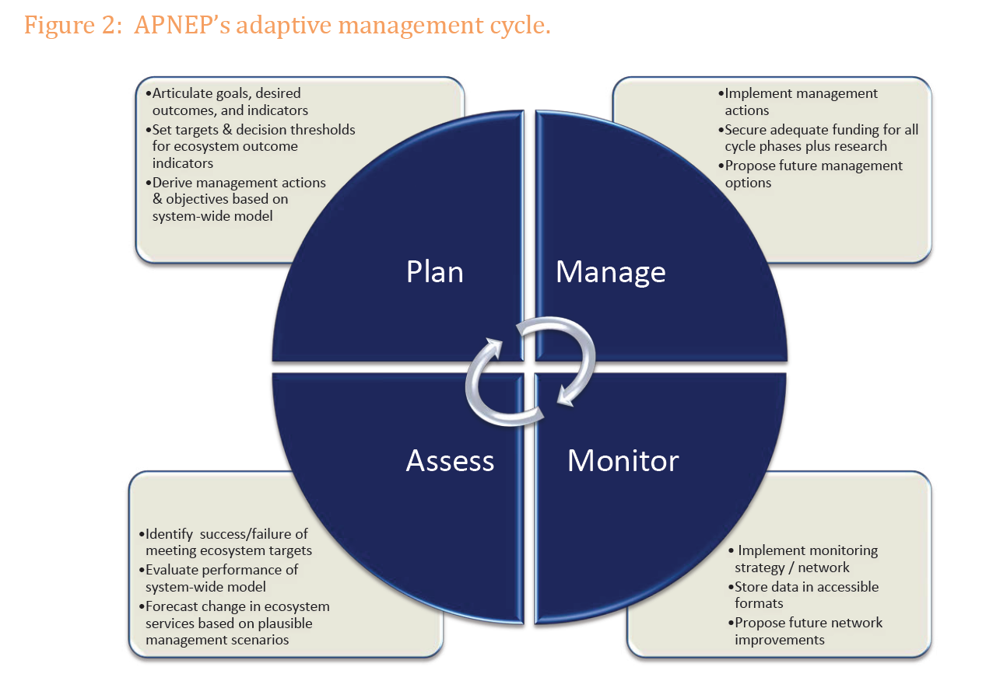 Figure 2:  APNEP’s adaptive management cycle.
•Articulate goals, desired
outcomes, and indicators
•Set targets & decision thresholds
for ecosystem outcome
indicators
•Derive management actions
& objectives based on
system-wide model
•Implement management
actions
•Secure adequate funding for all
cycle phases plus research
•Propose future management
options
Plan
Manage
Assess
Monitor
•Identify  success/failure of
meeting ecosystem targets
•Evaluate performance of
system-wide model
•Forecast change in ecosystem
services based on plausible
management scenarios
• Implement monitoring
strategy / network
•Store data in accessible
formats
•Propose future network
improvements